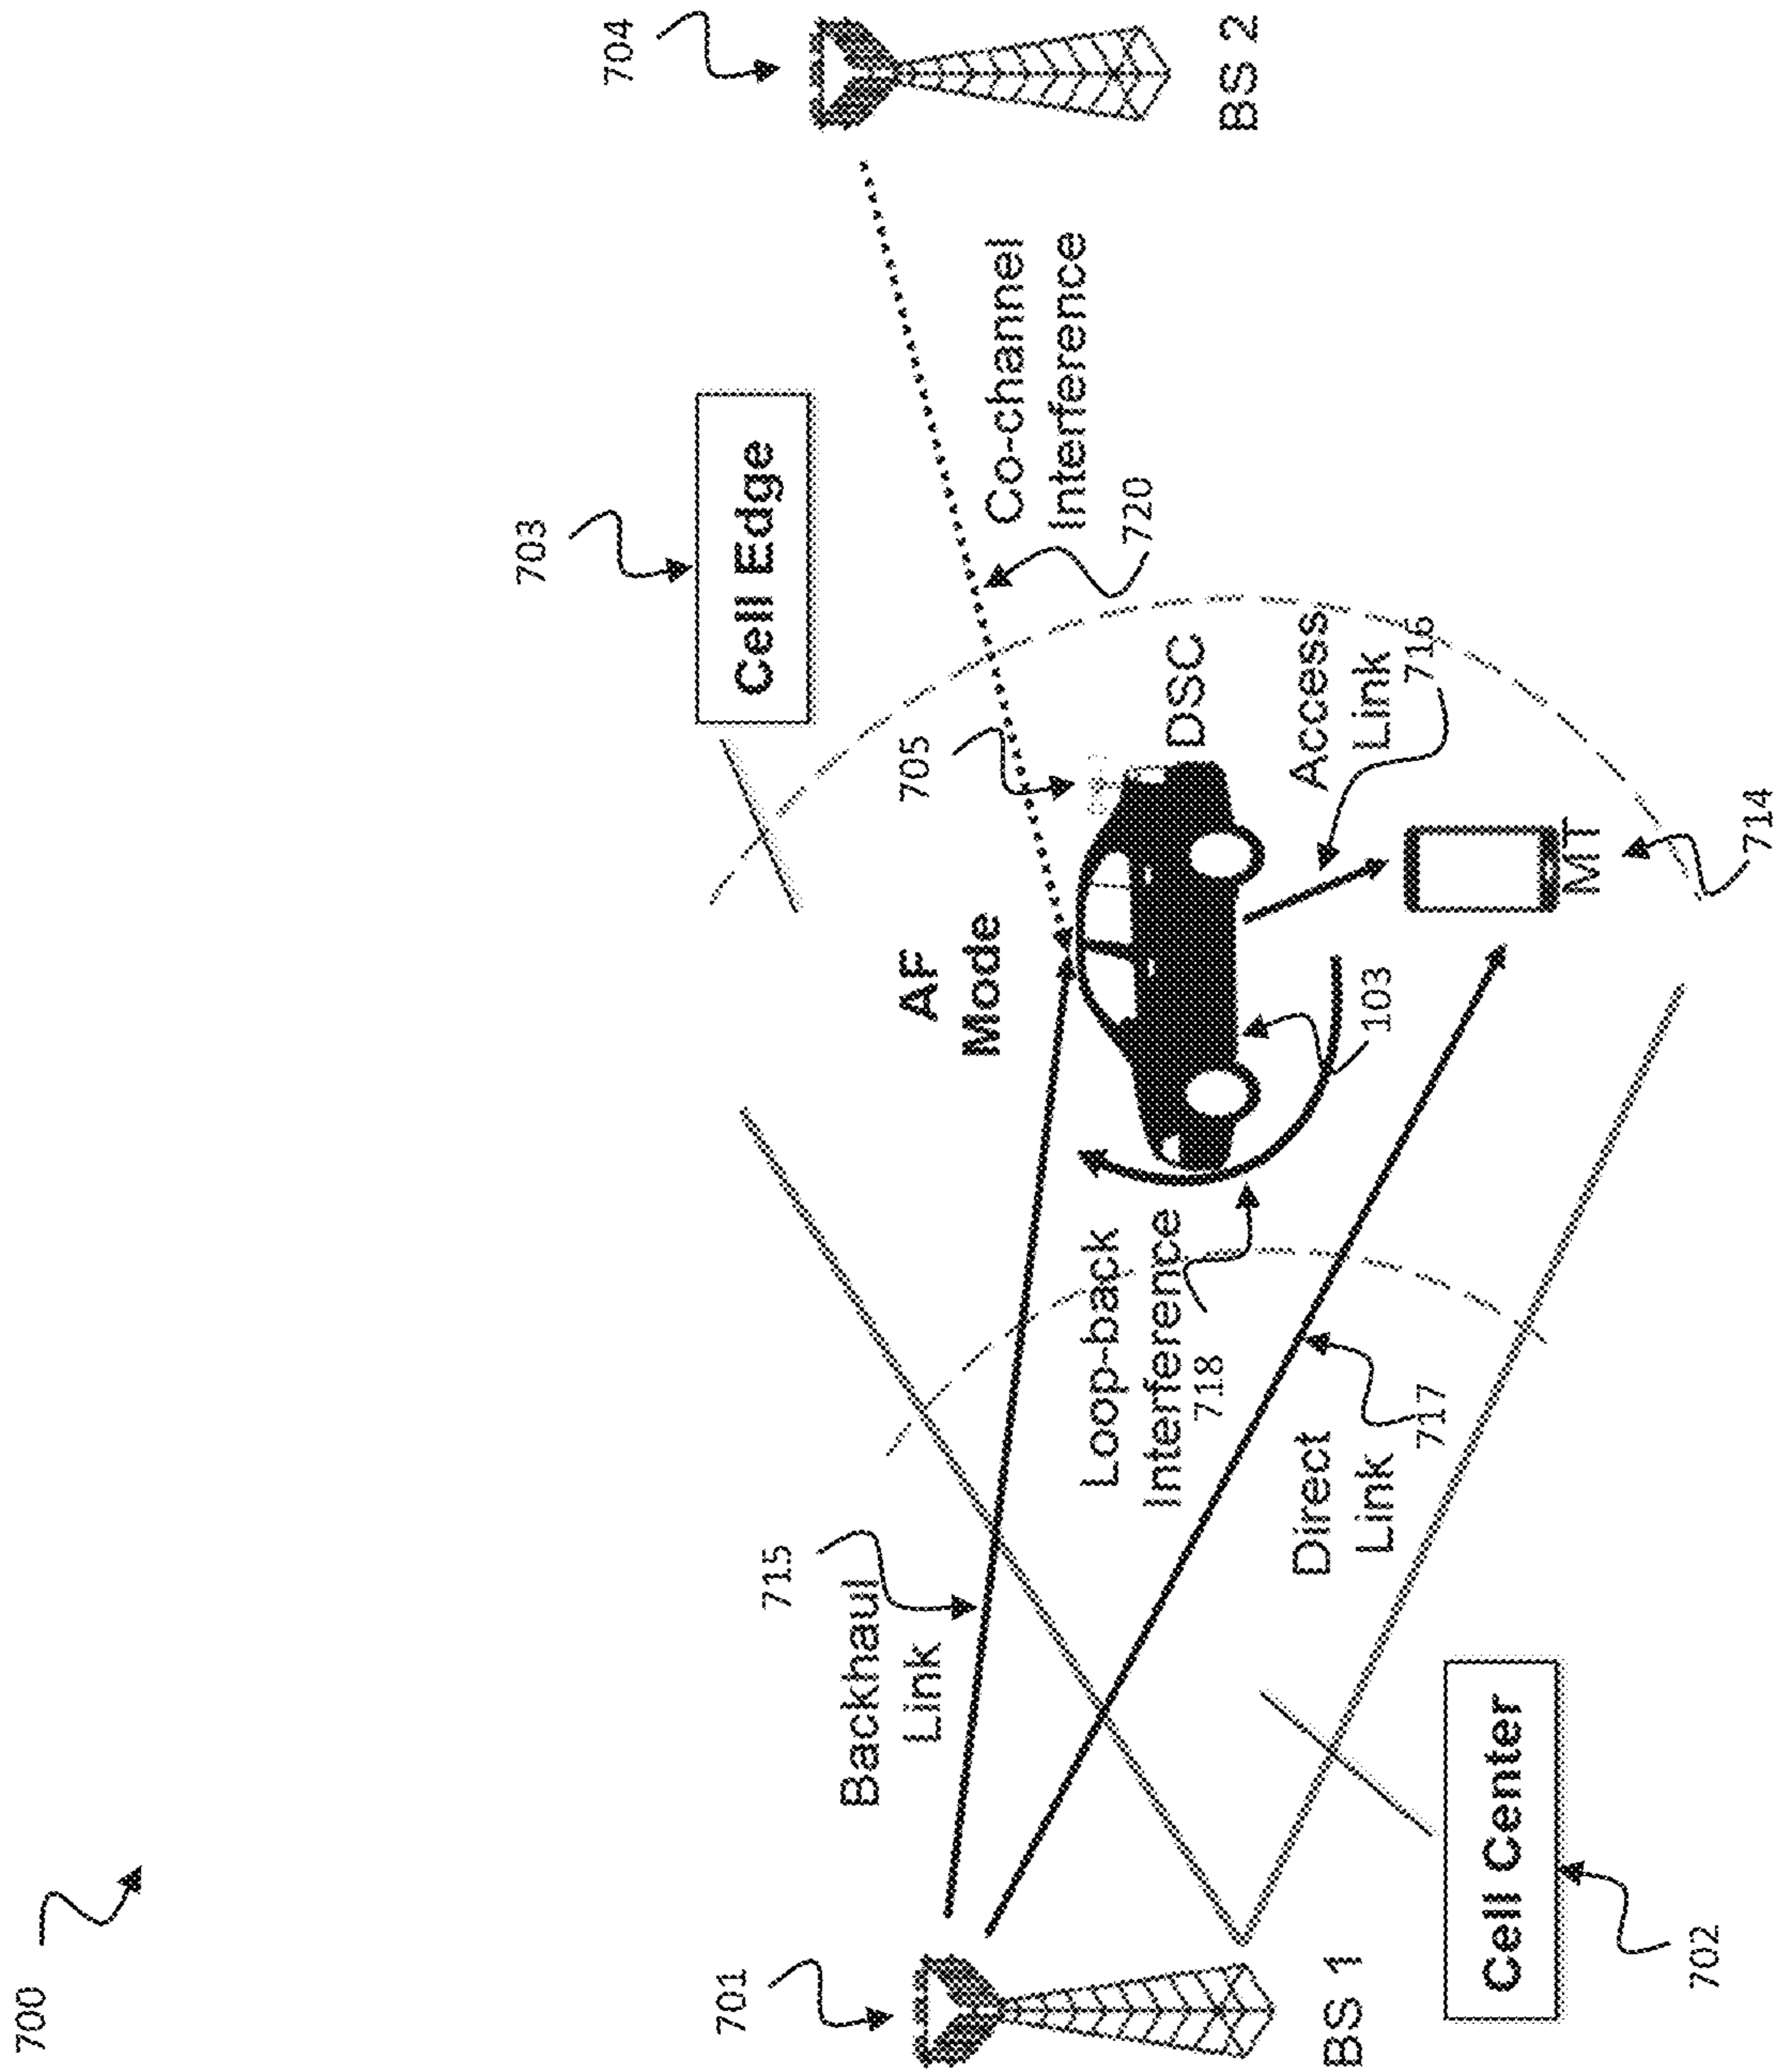 700
704
BS 2
703
Cell Edge
Co-channel
Interference
720
705
DSC
AF
Mode
Access
Link
716
MT
714
103
Loop-back
Interference
718
715
Backhaul
Link
Direct
Link
717
701
BS 1
Cell Center
702